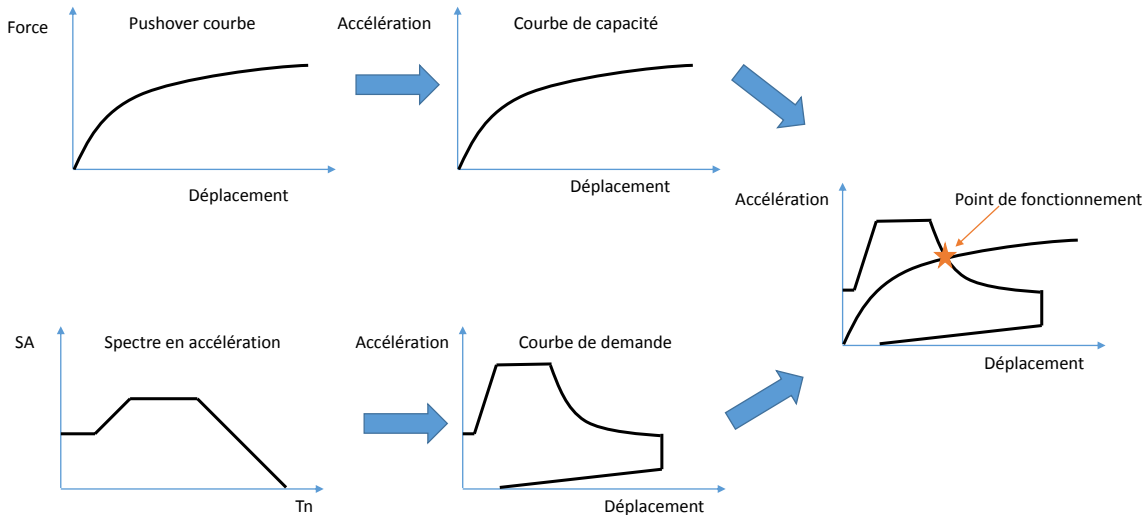 Force
Pushover courbe
Accélération
Courbe de capacité
Déplacement
Déplacement
Accélération
Point de fonctionnement
Déplacement
SA
Spectre en accélération
Accélération
Courbe de demande
Tn
Déplacement